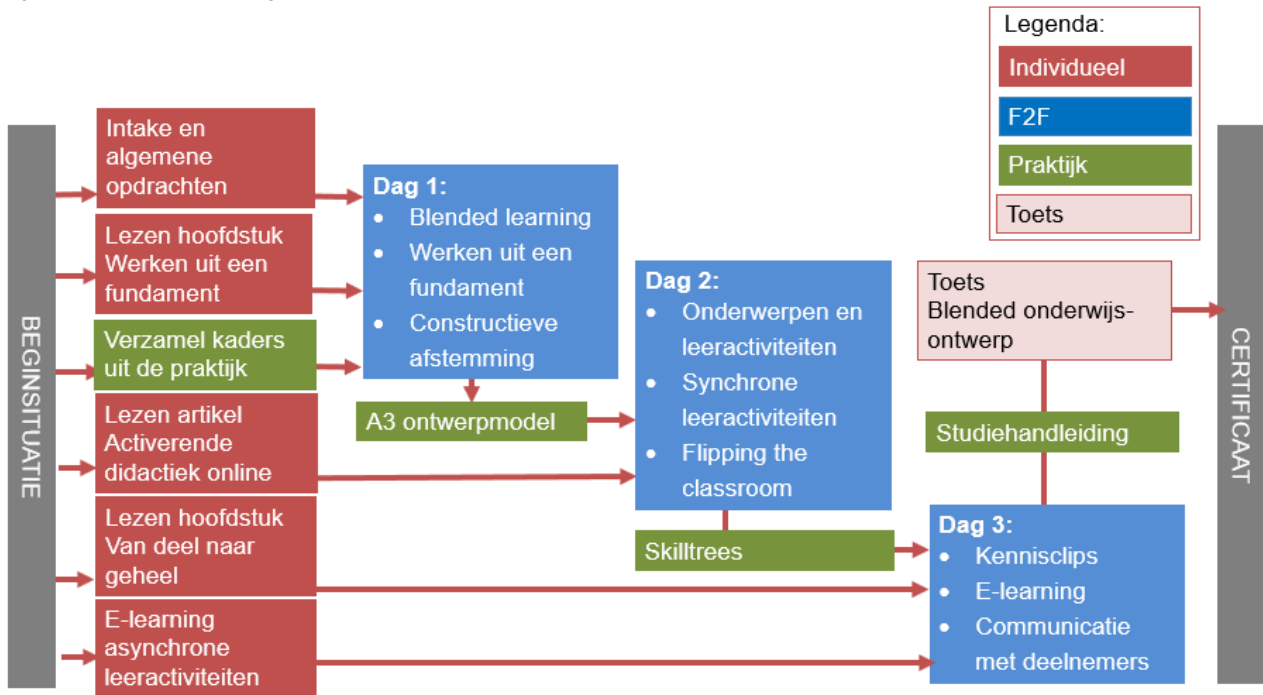 Legenda:
Individueel
F2F
Praktijk
Toets
BEGINSITUATIE
Intake en
algemene
opdrachten
Lezen hoofdstuk
Werken uit een
fundament
Verzamel kaders
uit de praktijk
Lezen artikel
Activerende
didactiek online
Lezen hoofdstuk
Van deel naar
geheel
E-learning
asynchrone
leeractiviteiten
Dag 1:
• Blended learning
• Werken uit een
fundament
• Constructieve
afstemming
A3 ontwerpmodel
Dag 2:
• Onderwerpen en
leeractiviteiten
• Synchrone
leeractiviteiten
• Flipping the
classroom
Skilltrees
Dag 3:
• Kennisclips
• E-learning
• Communicatie
met deelnemers
Studiehandleiding
Toets
Blended onderwijs-
ontwerp
CERTIFICAAT